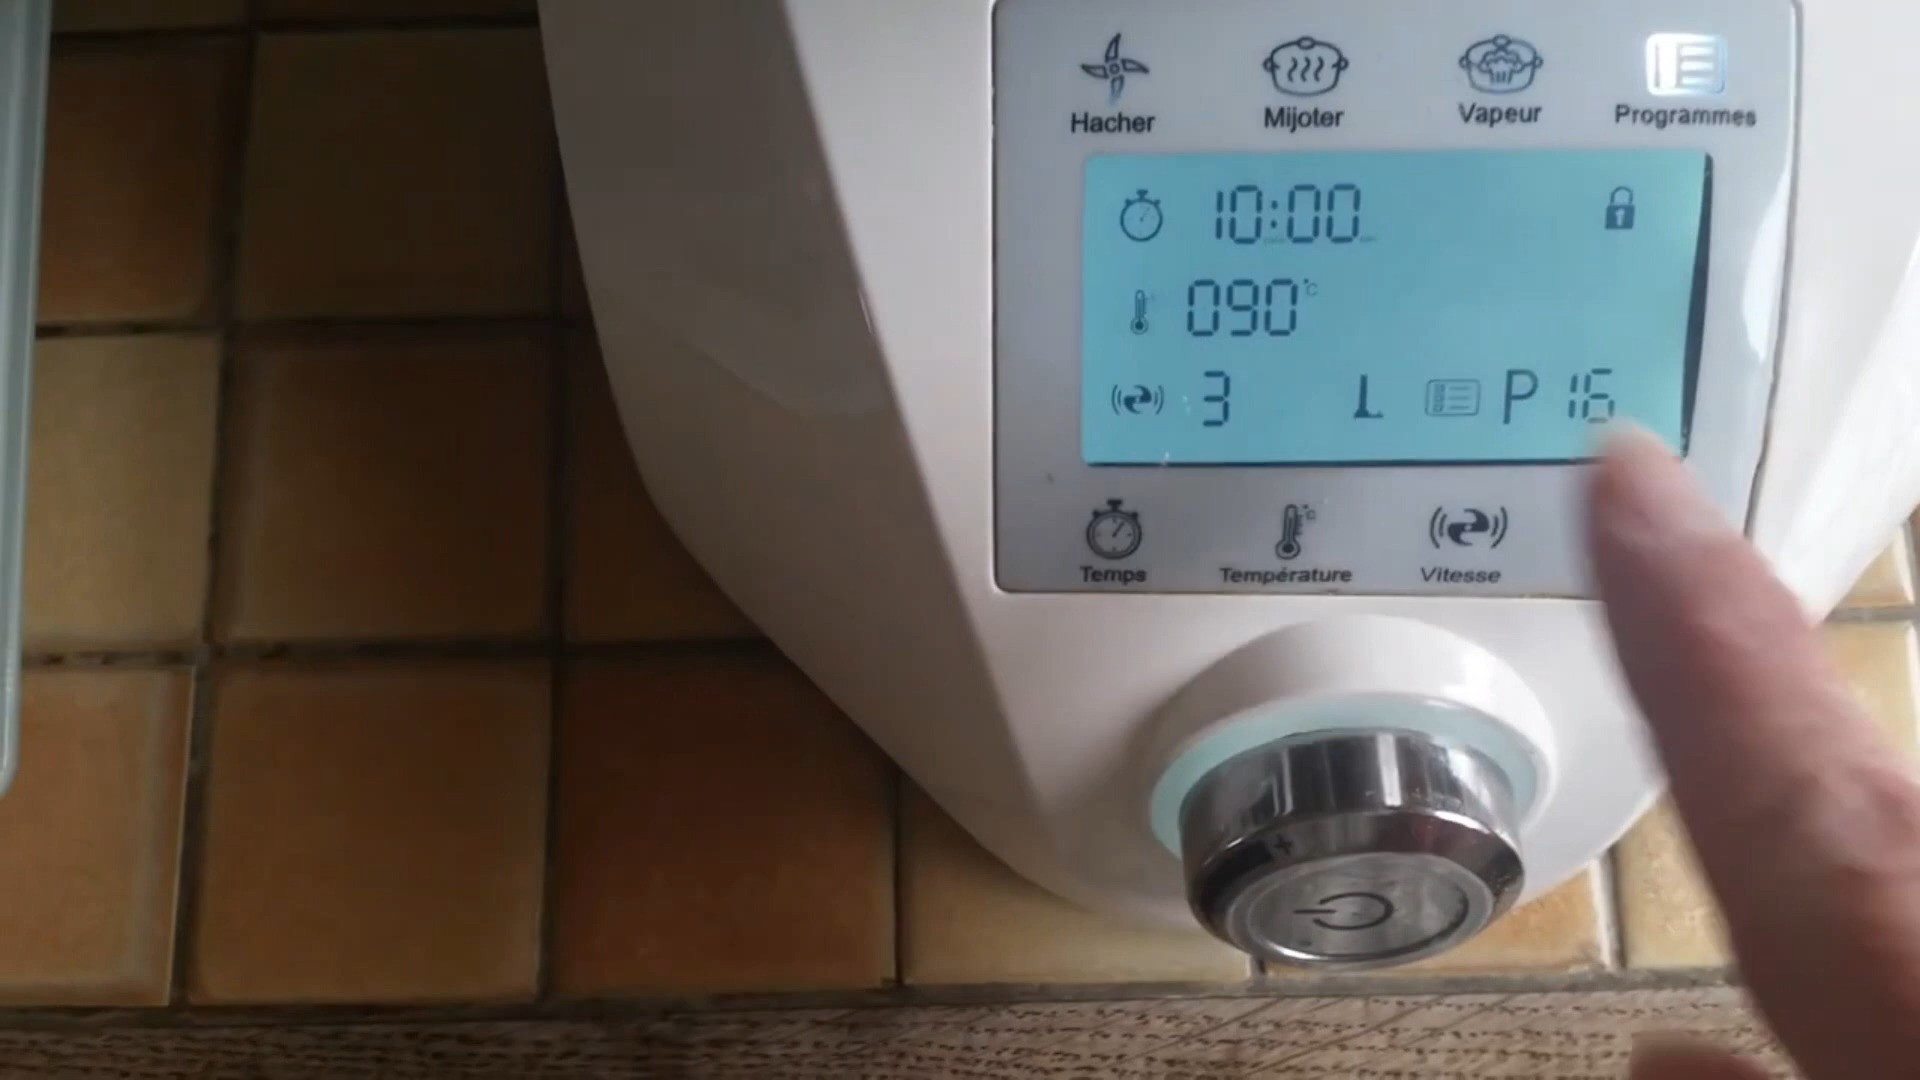 Hacher Mijoter Vapeur Programmes
10:00
090°C
3 P 16
Temps Température Vitesse